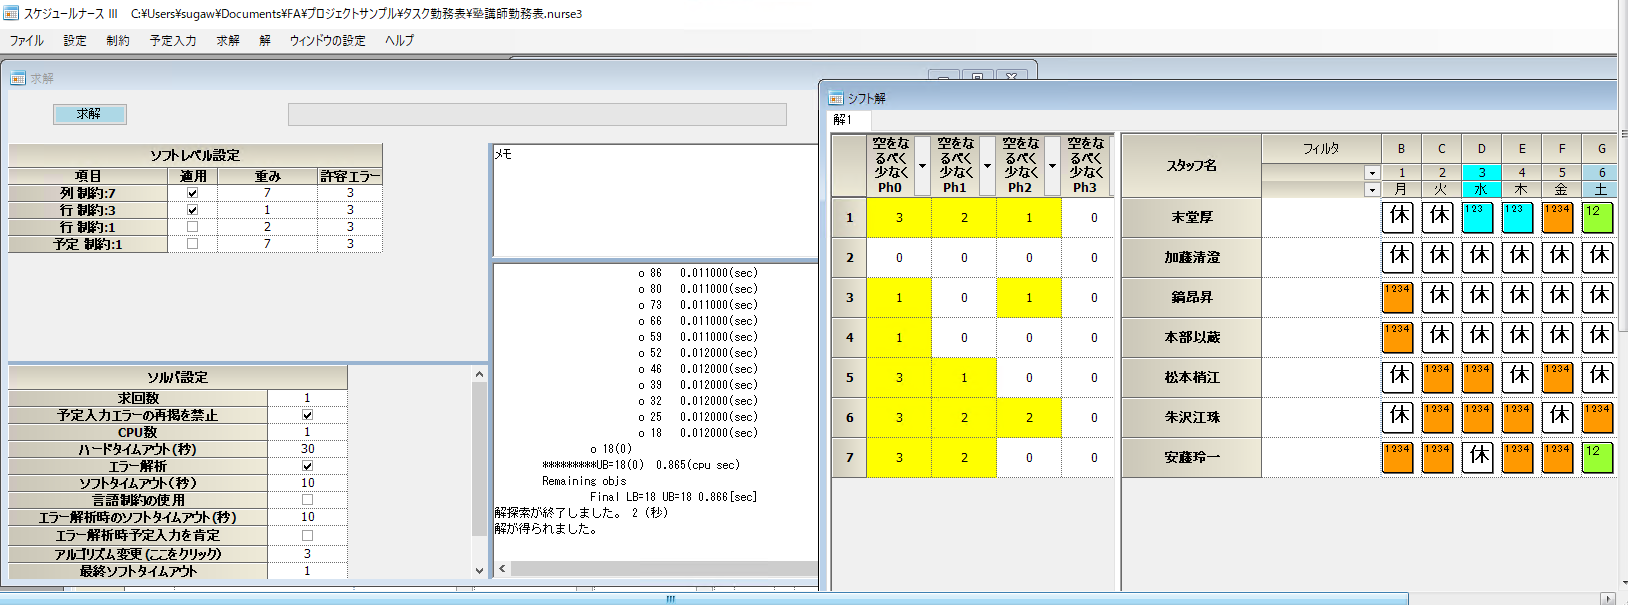 スケジュールナース Ⅲ　C:¥Users¥sugaw¥Documents¥FA¥プロジェクトサンプル¥タスク勤務表¥塾講師勤務表.nurse3
ファイル 設定 制約 予定入力 求解 解 ウィンドウの設定 ヘルプ
求解
求解
ソフトレベル設定
項目 適用 重み 許容エラー
列 制約:7 7 3
行 制約:3 1 3
行 制約:1 2 3
予定 制約:1 7 3
ソルバ設定
求回数 1
予定入力エラーの再掲を禁止
CPU数 1
ハードタイムアウト(秒) 30
エラー解析
ソフトタイムアウト(秒) 10
言語制約の使用
エラー解析時のソフトタイムアウト(秒) 10
エラー解析時予定入力を肯定
アルゴリズム変更(ここをクリック) 3
最終ソフトタイムアウト 1
メモ
o 86 0.011000(sec)
o 80 0.011000(sec)
o 73 0.011000(sec)
o 66 0.011000(sec)
o 59 0.011000(sec)
o 52 0.012000(sec)
o 46 0.012000(sec)
o 39 0.012000(sec)
o 32 0.012000(sec)
o 25 0.012000(sec)
o 18 0.012000(sec)
o 18(0)
*********UB=18(0) 0.865(cpu sec)
Remaining objs
Final LB=18 UB=18 0.866[sec]
解探索が終了しました。 2 (秒)
解が得られました。
シフト解
解1
空をなるべく少なく Ph0 空をなるべく少なく Ph1 空をなるべく少なく Ph2 空をなるべく少なく Ph3
1 3 2 1 0
2 0 0 0 0
3 1 0 1 0
4 1 0 0 0
5 3 1 0 0
6 3 2 2 0
7 3 2 0 0
スタッフ名 フィルタ B C D E F G
1 2 3 4 5 6
月 火 水 木 金 土
末堂厚 休 休 123 123 1234 12
加藤清澄 休 休 休 休 休 休
鎬昂昇 1234 休 休 休 休 休
本部以蔵 1234 休 休 休 休 休
松本梢江 休 1234 1234 休 1234 休
朱沢江珠 休 1234 1234 1234 休 1234
安藤玲一 1234 1234 休 1234 1234 12